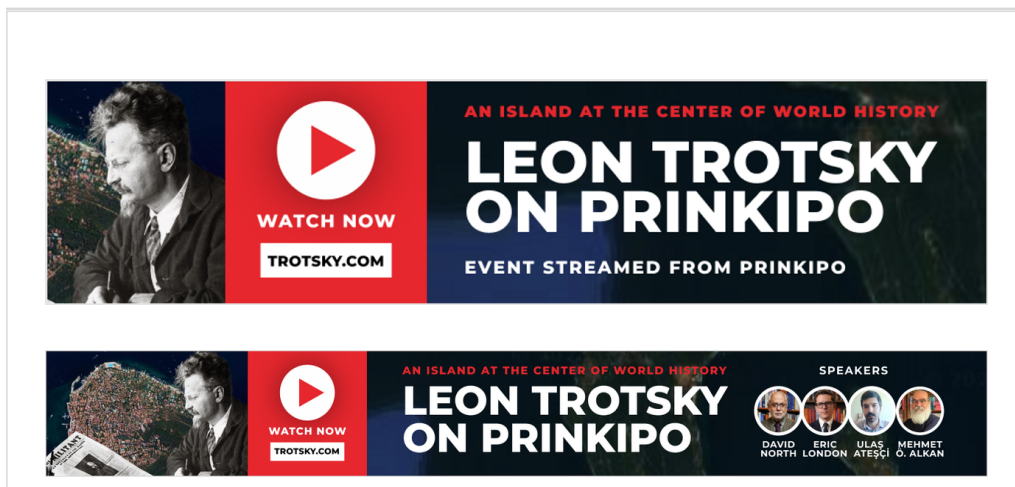 AN ISLAND AT THE CENTER OF WORLD HISTORY
LEON TROTSKY
ON PRINKIPO
EVENT STREAMED FROM PRINKIPO
WATCH NOW
TROTSKY.COM
AN ISLAND AT THE CENTER OF WORLD HISTORY
LEON TROTSKY
ON PRINKIPO
WATCH NOW
TROTSKY.COM
SPEAKERS
DAVID NORTH
ERIC LONDON
ULAŞ ATEŞÇİ
MEHMET Ö. ALKAN